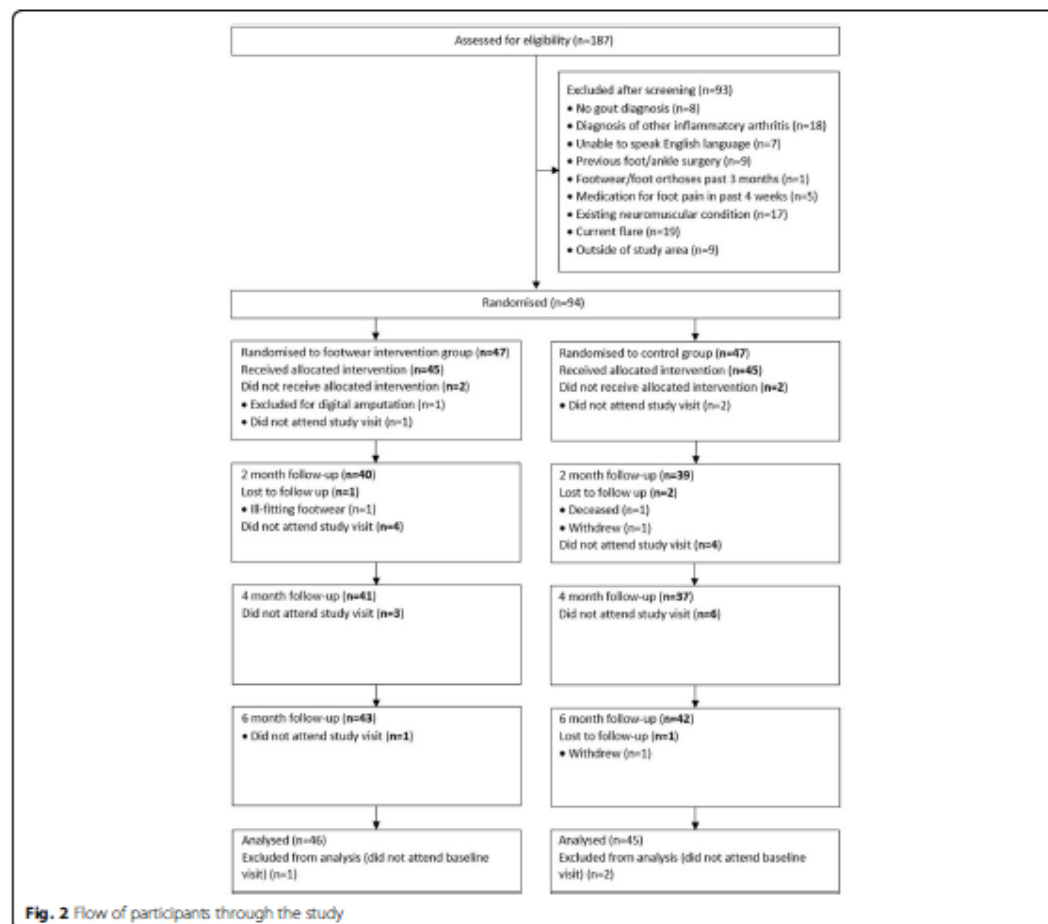 Assessed for eligibility (n=187)
Excluded after screening (n=93)
• No gout diagnosis (n=8)
• Diagnosis of other inflammatory arthritis (n=18)
• Unable to speak English language (n=7)
• Previous foot/ankle surgery (n=9)
• Footwear/foot orthoses past 3 months (n=1)
• Medication for foot pain in past 4 weeks (n=5)
• Existing neuromuscular condition (n=17)
• Current flare (n=19)
• Outside of study area (n=9)
Randomised (n=94)
Randomised to footwear intervention group (n=47)
Received allocated intervention (n=45)
Did not receive allocated intervention (n=2)
• Excluded for digital amputation (n=1)
• Did not attend study visit (n=1)
Randomised to control group (n=47)
Received allocated intervention (n=45)
Did not receive allocated intervention (n=2)
• Did not attend study visit (n=2)
2 month follow-up (n=40)
Lost to follow up (n=1)
• Ill-fitting footwear (n=1)
Did not attend study visit (n=4)
2 month follow-up (n=39)
Lost to follow up (n=2)
• Deceased (n=1)
• Withdrew (n=1)
Did not attend study visit (n=4)
4 month follow-up (n=41)
Did not attend study visit (n=3)
4 month follow-up (n=37)
Did not attend study visit (n=6)
6 month follow-up (n=43)
• Did not attend study visit (n=1)
6 month follow-up (n=42)
Lost to follow-up (n=1)
• Withdrew (n=1)
Analysed (n=46)
Excluded from analysis (did not attend baseline
visit) (n=1)
Analysed (n=45)
Excluded from analysis (did not attend baseline
visit) (n=2)
Fig. 2 Flow of participants through the study